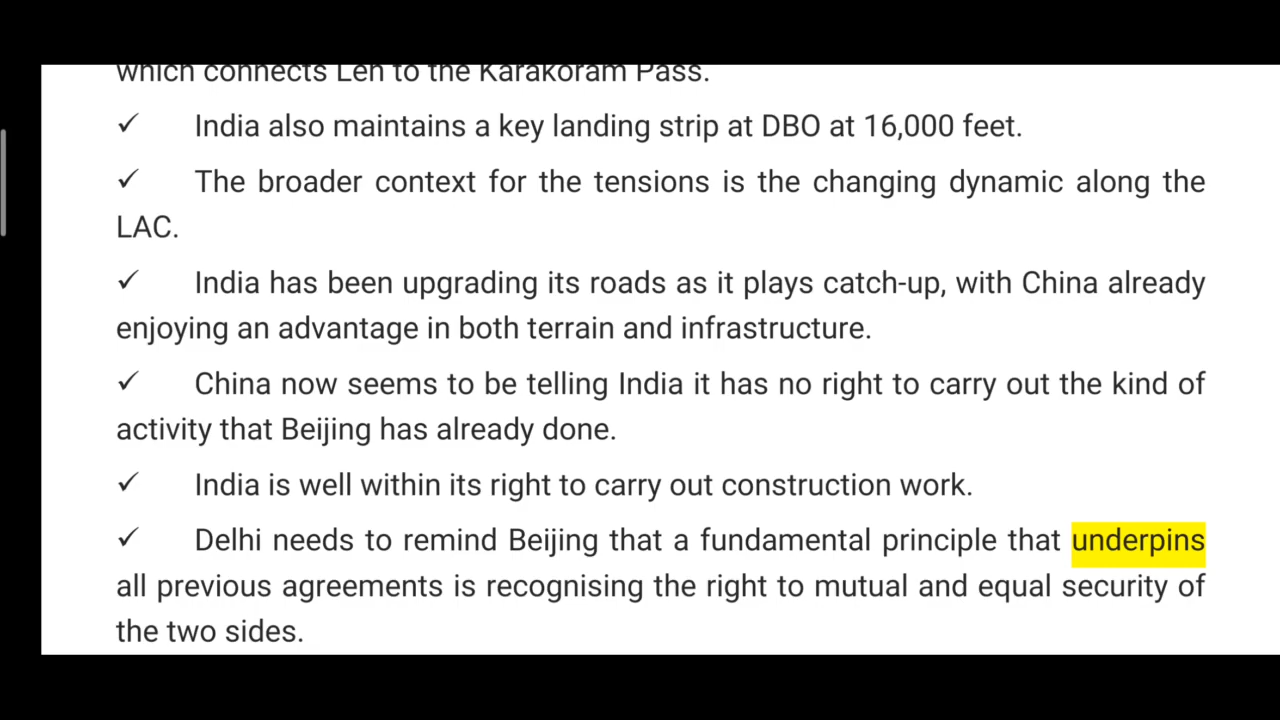 which connects Leh to the Karakoram Pass.
✓ India also maintains a key landing strip at DBO at 16,000 feet.
✓ The broader context for the tensions is the changing dynamic along the
LAC.
✓ India has been upgrading its roads as it plays catch-up, with China already
enjoying an advantage in both terrain and infrastructure.
✓ China now seems to be telling India it has no right to carry out the kind of
activity that Beijing has already done.
✓ India is well within its right to carry out construction work.
✓ Delhi needs to remind Beijing that a fundamental principle that underpins
all previous agreements is recognising the right to mutual and equal security of
the two sides.